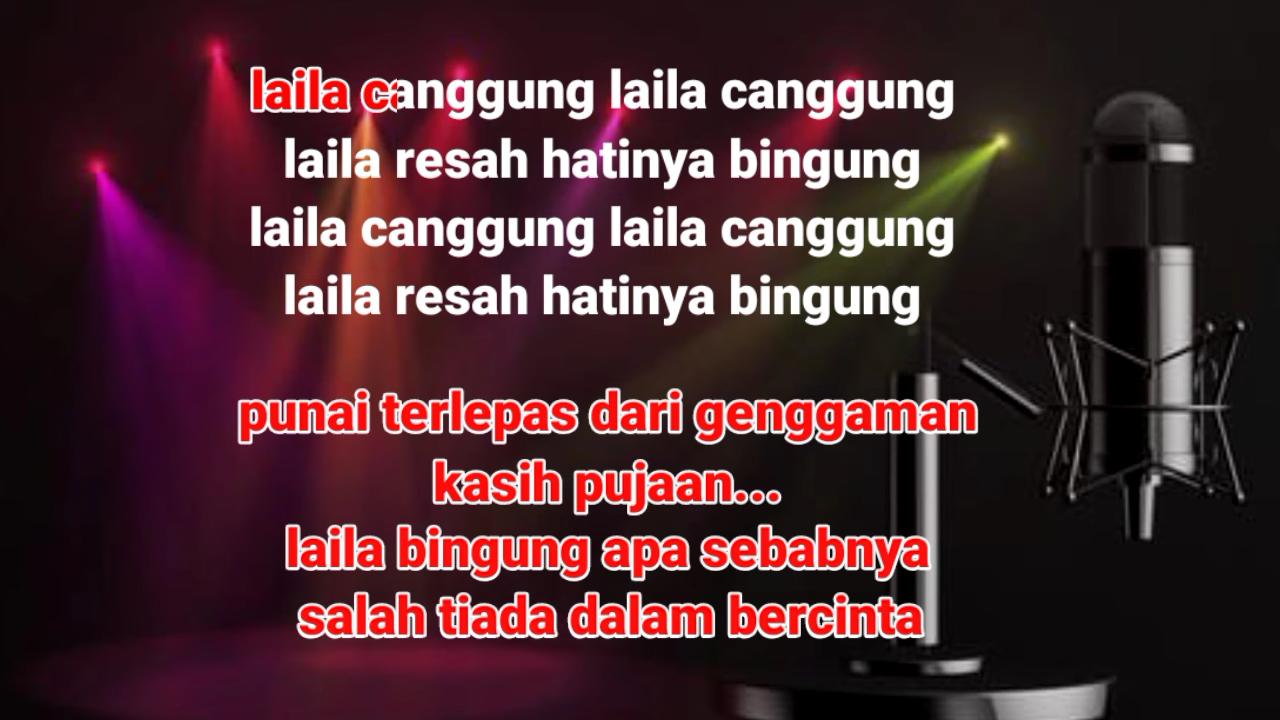 laila canggung laila canggung
laila resah hatinya bingung
laila canggung laila canggung
laila resah hatinya bingung
punai terlepas dari genggaman
kasih pujaan...
laila bingung apa sebabnya
salah tiada dalam bercinta